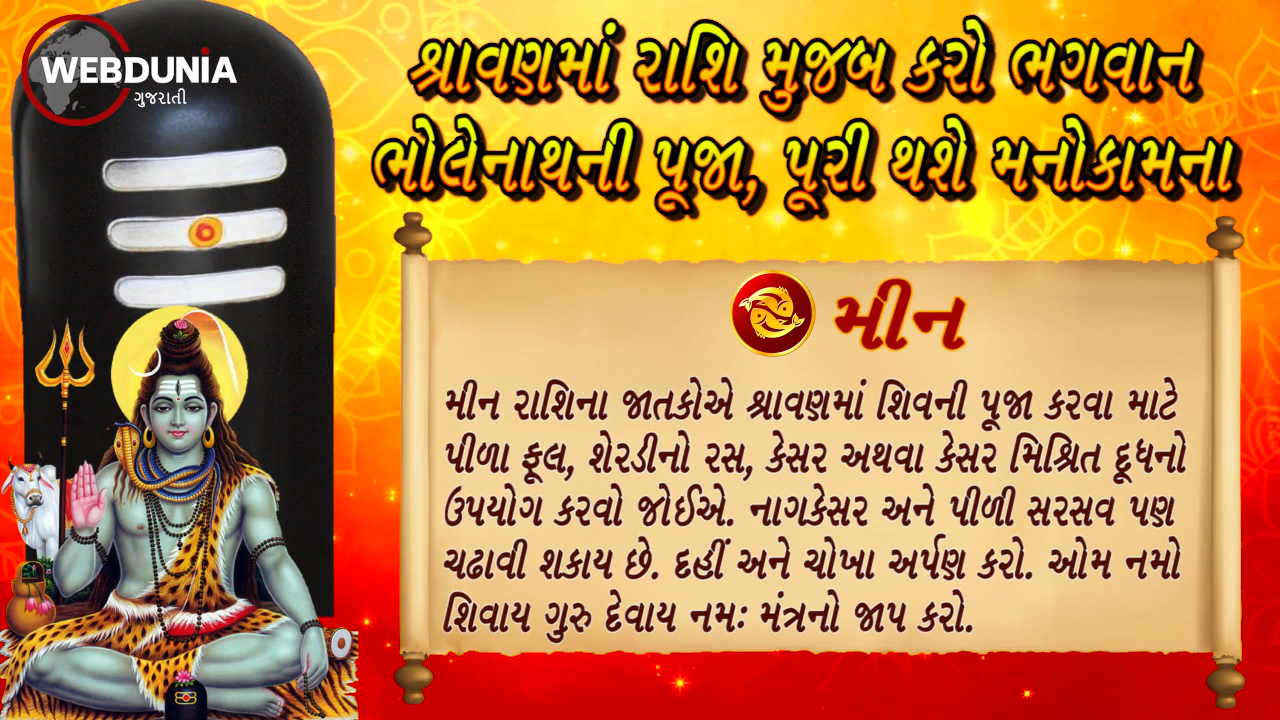 WEBDUNIA
ગુજરાતી
શ્રાવણમાં રાશિ મુજબ કરો ભગવાન
ભોલેનાથની પૂજા, પૂરી થશે મનોકામના
મીન
મીન રાશિના જાતકોએ શ્રાવણમાં શિવની પૂજા કરવા માટે
પીળા ફૂલ, શેરડીનો રસ, કેસર અથવા કેસર મિશ્રિત દૂધનો
ઉપયોગ કરવો જોઈએ. નાગકેસર અને પીળી સરસવ પણ
ચઢાવી શકાય છે. દહીં અને ચોખા અર્પણ કરો. ઓમ નમો
શિવાય ગુરુ દેવાય નમઃ મંત્રનો જાપ કરો.